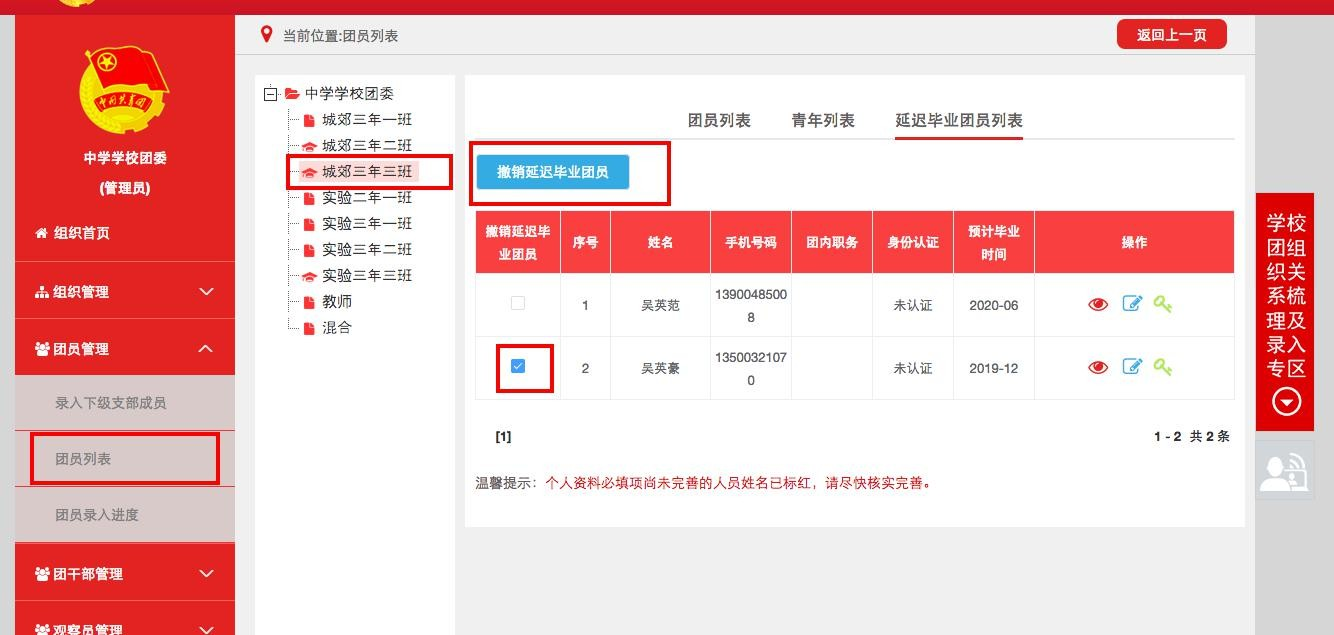 当前位置:团员列表
返回上一页
中国共青团
中学学校团委
(管理员)
组织首页
组织管理
团员管理
录入下级支部成员
团员列表
团员录入进度
团干部管理
观察员管理
中学学校团委
城郊三年一班
城郊三年二班
城郊三年三班
实验二年一班
实验三年一班
实验三年二班
实验三年三班
教师
混合
团员列表 青年列表 延迟毕业团员列表
撤销延迟毕业团员
撤销延迟毕业团员 序号 姓名 手机号码 团内职务 身份认证 预计毕业时间 操作
1 吴英范 13900485008 未认证 2020-06
2 吴英豪 13500321070 未认证 2019-12
[1] 1 - 2 共 2 条
温馨提示：个人资料必填项尚未完善的人员姓名已标红，请尽快核实完善。
学校
团组
织关
系梳
理及
录入
专区